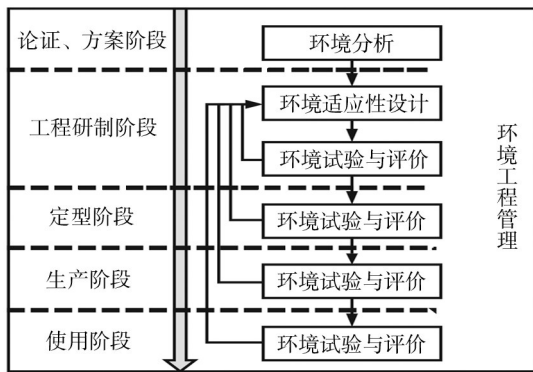 论证、方案阶段
环境分析
工程研制阶段
环境适应性设计
环境试验与评价
定型阶段
环境试验与评价
生产阶段
环境试验与评价
使用阶段
环境试验与评价
环境工程管理